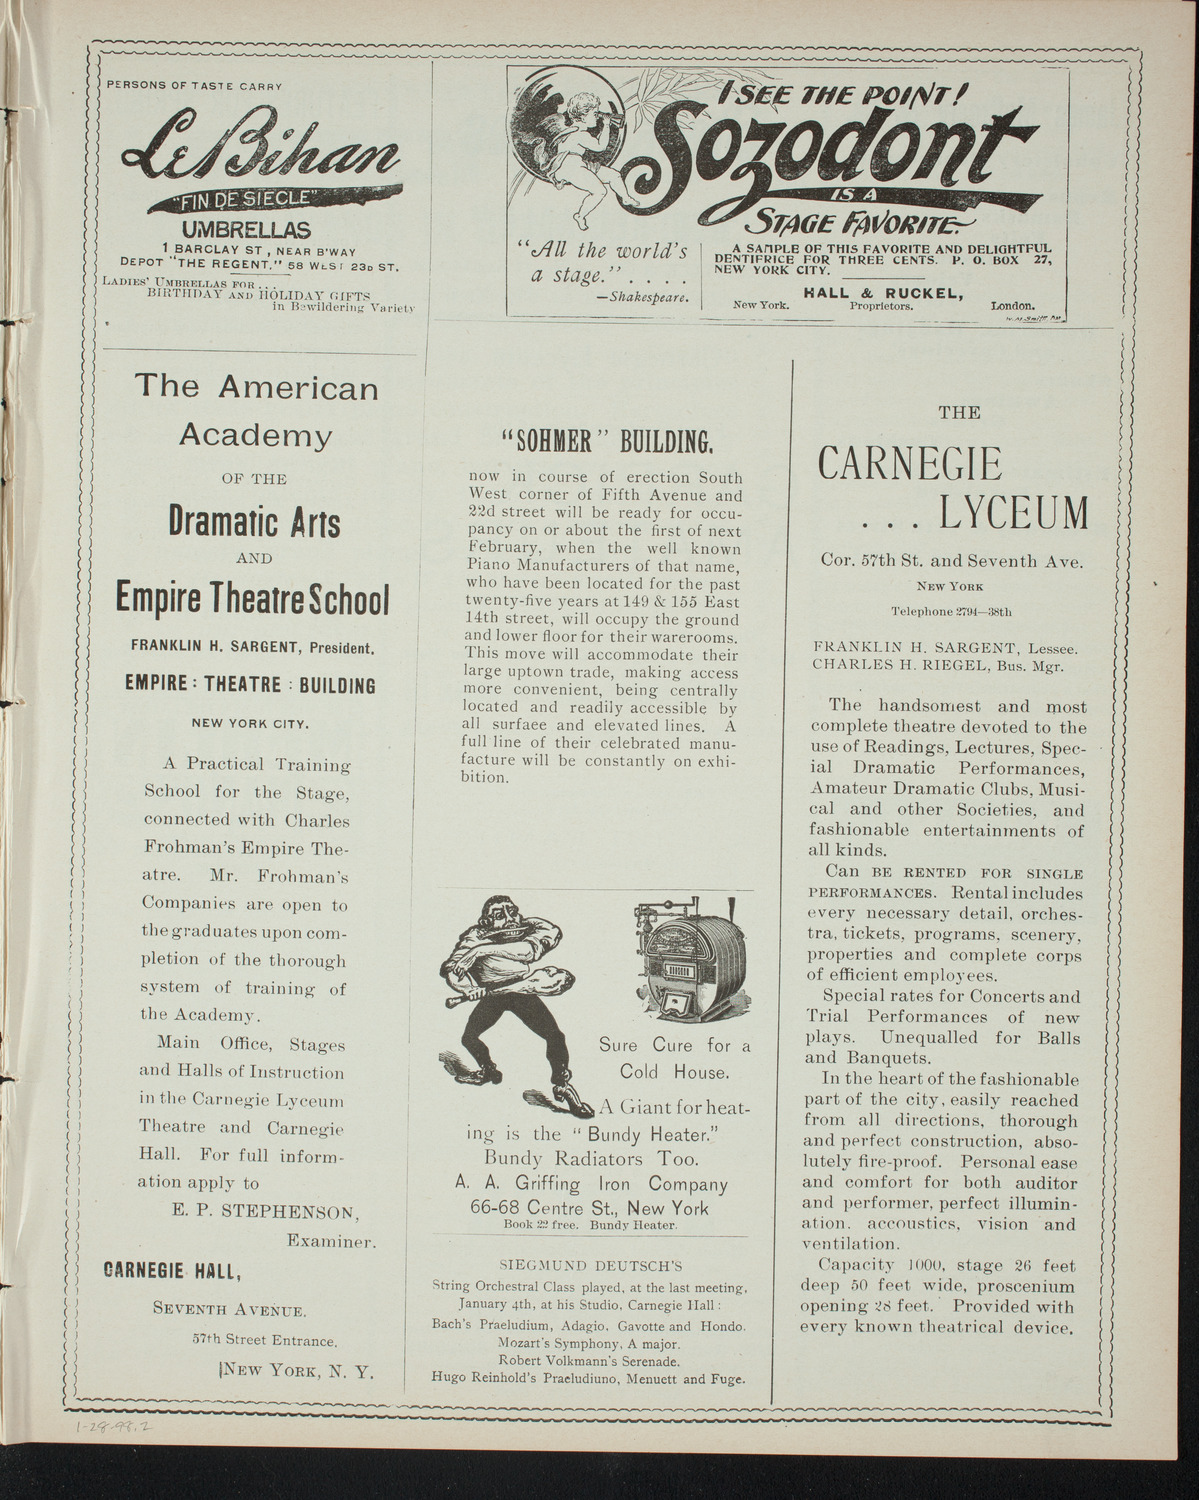 PERSONS OF TASTE CARRY
Le Bihan
"FIN DE SIECLE"
UMBRELLAS
1 BARCLAY ST, NEAR B'WAY
DEPOT "THE REGENT," 58 WEST 23D ST.
LADIES' UMBRELLAS FOR . . .
BIRTHDAY AND HOLIDAY GIFTS
in Bewildering Variety
I SEE THE POINT!
Sozodont
IS A
STAGE FAVORITE.
"All the world's
a stage." . . . .
—Shakespeare.
A SAMPLE OF THIS FAVORITE AND DELIGHTFUL
DENTIFRICE FOR THREE CENTS. P. O. BOX 27,
NEW YORK CITY.
HALL & RUCKEL,
New York. Proprietors. London.
The American
Academy
OF THE
Dramatic Arts
AND
Empire Theatre School
FRANKLIN H. SARGENT, President.
EMPIRE : THEATRE : BUILDING
NEW YORK CITY.
A Practical Training
School for the Stage,
connected with Charles
Frohman's Empire The-
atre. Mr. Frohman's
Companies are open to
the graduates upon com-
pletion of the thorough
system of training of
the Academy.
Main Office, Stages
and Halls of Instruction
in the Carnegie Lyceum
Theatre and Carnegie
Hall. For full inform-
ation apply to
E. P. STEPHENSON,
Examiner.
CARNEGIE HALL,
SEVENTH AVENUE.
57th Street Entrance.
NEW YORK, N. Y.
"SOHMER" BUILDING.
now in course of erection South
West corner of Fifth Avenue and
22d street will be ready for occu-
pancy on or about the first of next
February, when the well known
Piano Manufacturers of that name,
who have been located for the past
twenty-five years at 149 & 155 East
14th street, will occupy the ground
and lower floor for their warerooms.
This move will accommodate their
large uptown trade, making access
more convenient, being centrally
located and readily accessible by
all surfaee and elevated lines. A
full line of their celebrated manu-
facture will be constantly on exhi-
bition.
Sure Cure for a
Cold House.
A Giant for heat-
ing is the "Bundy Heater."
Bundy Radiators Too.
A. A. Griffing Iron Company
66-68 Centre St., New York
Book 22 free. Bundy Heater.
SIEGMUND DEUTSCH'S
String Orchestral Class played, at the last meeting,
January 4th, at his Studio, Carnegie Hall:
Bach's Præludium, Adagio, Gavotte and Hondo.
Mozart's Symphony, A major.
Robert Volkmann's Serenade.
Hugo Reinhold's Praeludiuno, Menuett and Fuge.
THE
CARNEGIE
. . . LYCEUM
Cor. 57th St. and Seventh Ave.
NEW YORK
Telephone 2794—38th
FRANKLIN H. SARGENT, Lessee.
CHARLES H. RIEGEL, Bus. Mgr.
The handsomest and most
complete theatre devoted to the
use of Readings, Lectures, Spec-
ial Dramatic Performances,
Amateur Dramatic Clubs, Musi-
cal and other Societies, and
fashionable entertainments of
all kinds.
Can BE RENTED FOR SINGLE
PERFORMANCES. Rental includes
every necessary detail, orches-
tra, tickets, programs, scenery,
properties and complete corps
of efficient employees.
Special rates for Concerts and
Trial Performances of new
plays. Unequalled for Balls
and Banquets.
In the heart of the fashionable
part of the city, easily reached
from all directions, thorough
and perfect construction, abso-
lutely fire-proof. Personal ease
and comfort for both auditor
and performer, perfect illumin-
ation, accoustics, vision and
ventilation.
Capacity 1000, stage 26 feet
deep 50 feet wide, proscenium
opening 28 feet. Provided with
every known theatrical device.
1-28-98,2